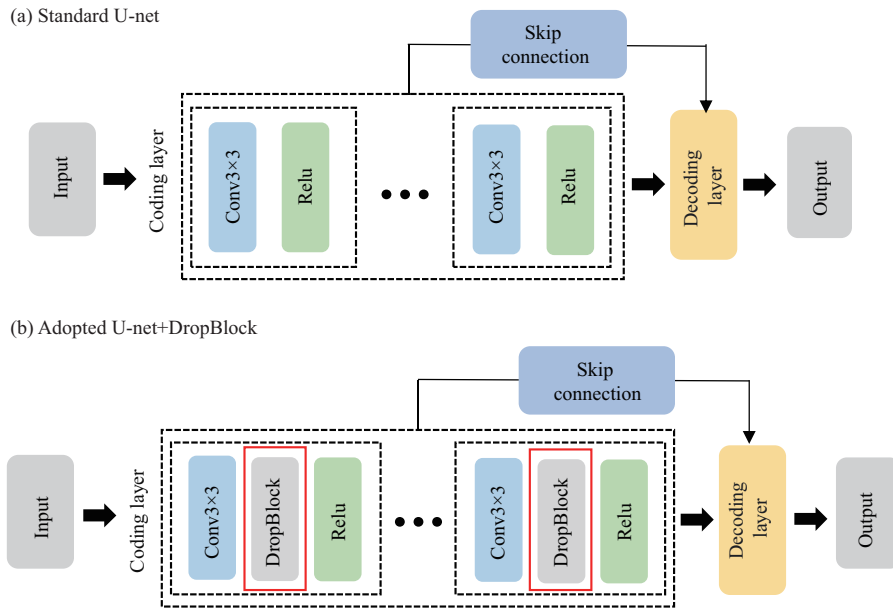 (a) Standard U-net
Skip
connection
Input
Coding layer
Conv3×3
Relu
Conv3×3
Relu
Decoding
layer
Output
(b) Adopted U-net+DropBlock
Skip
connection
Input
Coding layer
Conv3×3
DropBlock
Relu
Conv3×3
DropBlock
Relu
Decoding
layer
Output